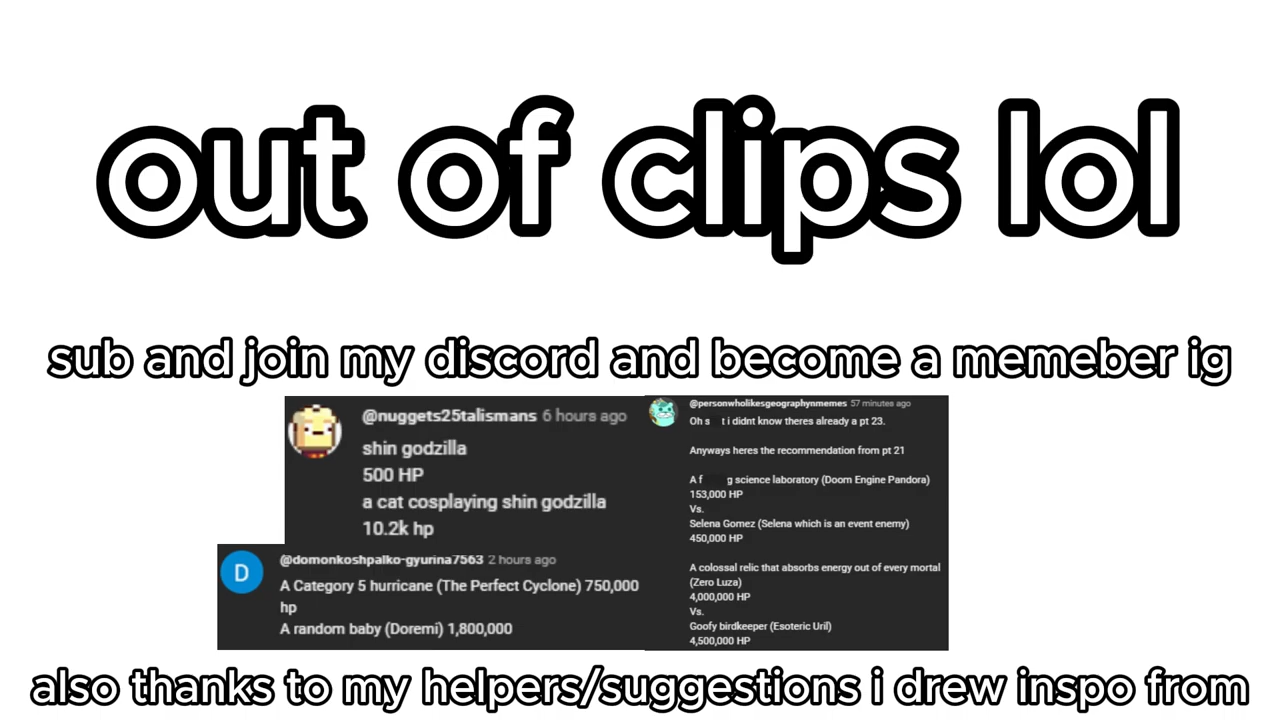 out of clips lol
sub and join my discord and become a memeber ig
@nuggets25talismans 6 hours ago
shin godzilla
500 HP
a cat cosplaying shin godzilla
10.2k hp
@domonkoshpalko-gyurina7563 2 hours ago
D
A Category 5 hurricane (The Perfect Cyclone) 750,000
hp
A random baby (Doremi) 1,800,000
@personwholikesgeographynmemes 57 minutes ago
Oh s t i didnt know theres already a pt 23.
Anyways heres the recommendation from pt 21
A f g science laboratory (Doom Engine Pandora)
153,000 HP
Vs.
Selena Gomez (Selena which is an event enemy)
450,000 HP
A colossal relic that absorbs energy out of every mortal
(Zero Luza)
4,000,000 HP
Vs.
Goofy birdkeeper (Esoteric Uril)
4,500,000 HP
also thanks to my helpers/suggestions i drew inspo from